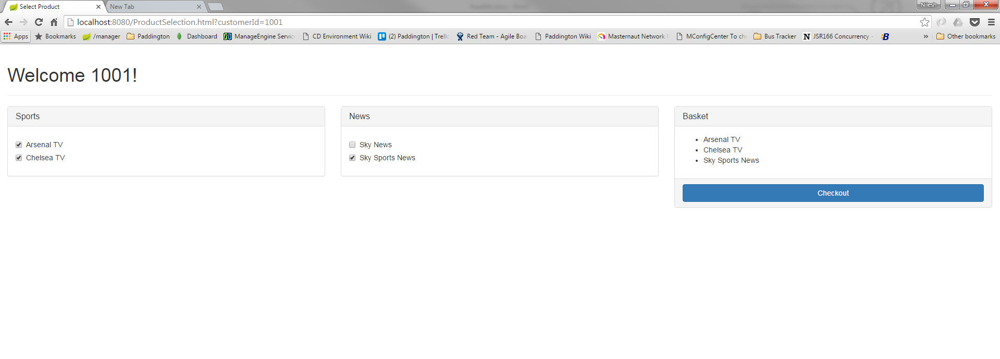 Select Product
New Tab
Nilesh
localhost:8080/ProductSelection.html?customerId=1001
Apps Bookmarks /manager Paddington Dashboard ManageEngine Servic CD Environment Wiki (2) Paddington | Trello Red Team - Agile Boa Paddington Wiki Masternaut Network MConfigCenter To ch Bus Tracker N JSR166 Concurrency - :B » Other bookmarks
Welcome 1001!
Sports
Arsenal TV
Chelsea TV
News
Sky News
Sky Sports News
Basket
• Arsenal TV
• Chelsea TV
• Sky Sports News
Checkout